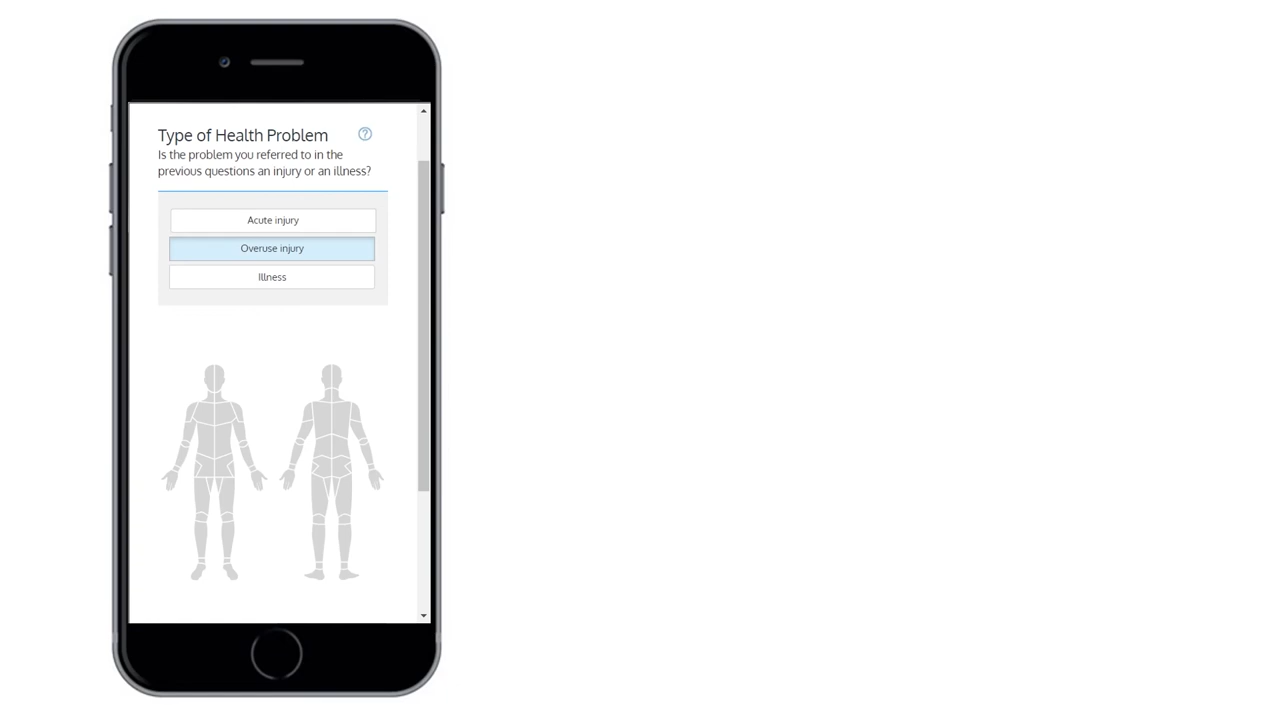 Type of Health Problem ?
Is the problem you referred to in the
previous questions an injury or an illness?
Acute injury
Overuse injury
Illness